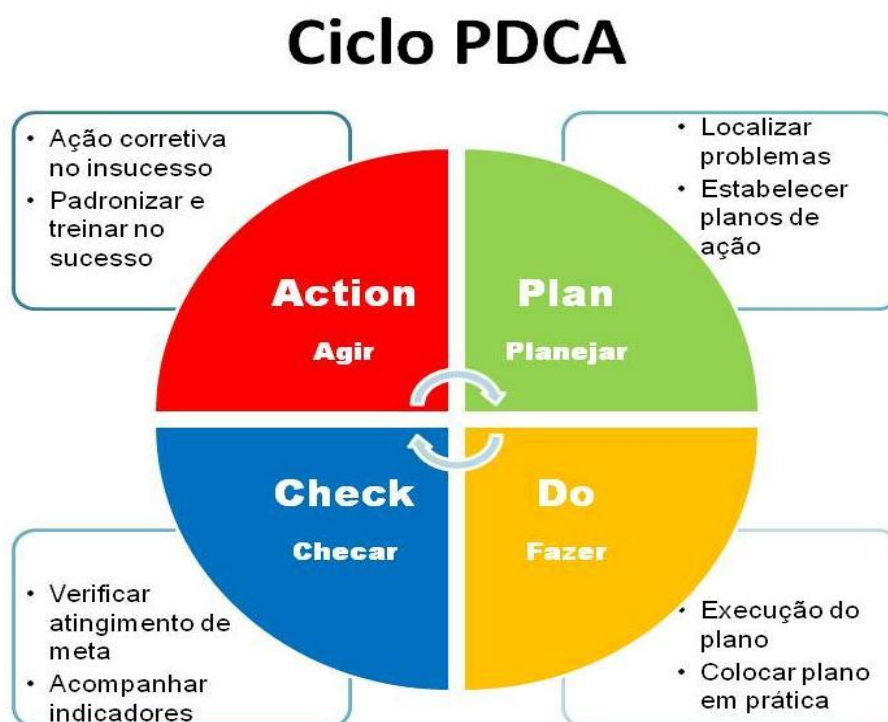 Ciclo PDCA
• Ação corretiva
no insucesso
• Padronizar e
treinar no
sucesso
• Localizar
problemas
• Estabelecer
planos de
ação
Action
Agir
Plan
Planejar
Check
Checar
Do
Fazer
• Verificar
atingimento de
meta
• Acompanhar
indicadores
• Execução do
plano
• Colocar plano
em prática